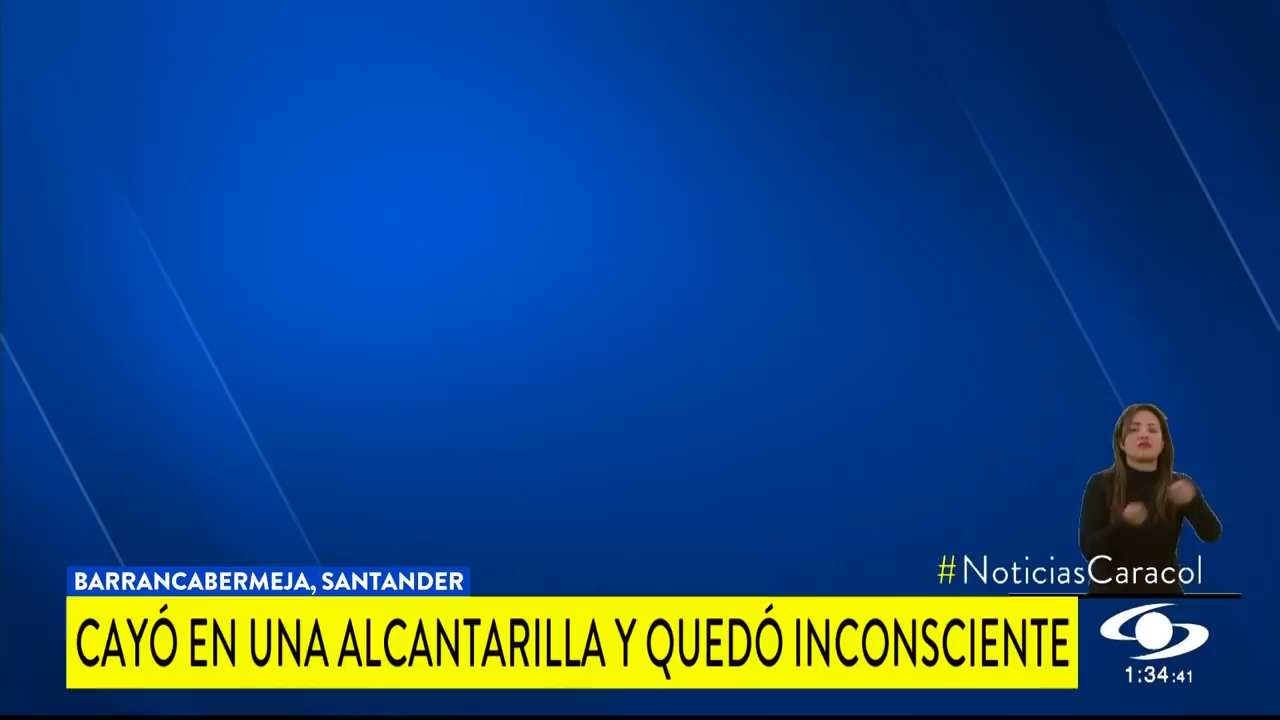 BARRANCABERMEJA, SANTANDER
#NoticiasCaracol
CAYÓ EN UNA ALCANTARILLA Y QUEDÓ INCONSCIENTE
1:34:41